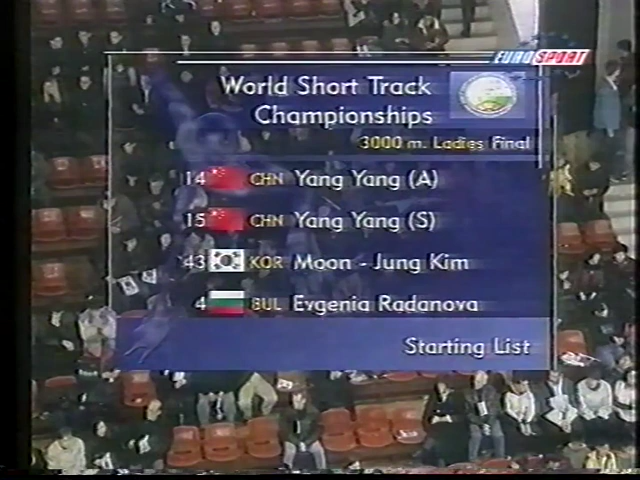 EUROSPORT
World Short Track
Championships
3000 m. Ladies Final
14 CHN Yang Yang (A)
15 CHN Yang Yang (S)
43 KOR Moon - Jung Kim
4 BUL Evgenia Radanova
Starting List